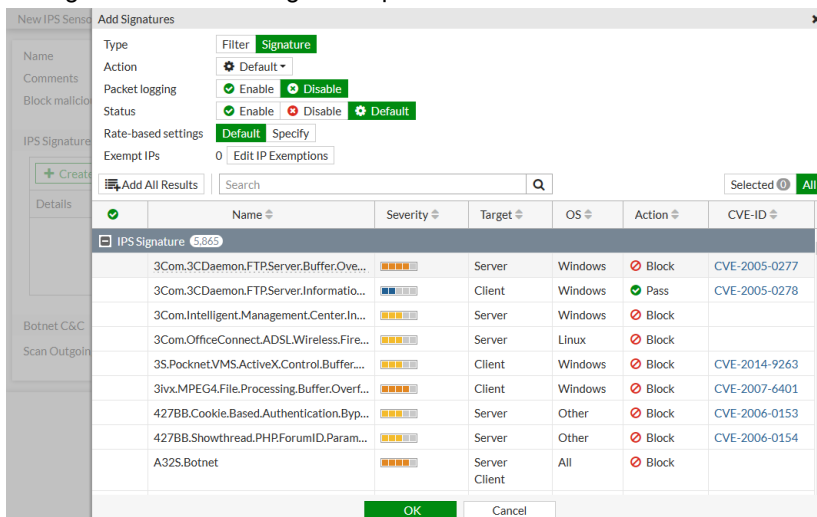 New IPS Senso
Add Signatures
Name
Comments
Block maliciou
IPS Signature
Create
Details
Botnet C&C
Scan Outgoin
Type Filter Signature
Action Default
Packet logging Enable Disable
Status Enable Disable Default
Rate-based settings Default Specify
Exempt IPs 0 Edit IP Exemptions
Add All Results Search Selected 0 All
Name Severity Target OS Action CVE-ID
IPS Signature 5,865
3Com.3CDaemon.FTP.Server.Buffer.Ove... Server Windows Block CVE-2005-0277
3Com.3CDaemon.FTP.Server.Informatio... Client Windows Pass CVE-2005-0278
3Com.Intelligent.Management.Center.In... Server Windows Block
3Com.OfficeConnect.ADSL.Wireless.Fire... Server Linux Block
3S.Pocknet.VMS.ActiveX.Control.Buffer.... Client Windows Block CVE-2014-9263
3ivx.MPEG4.File.Processing.Buffer.Overf... Client Windows Block CVE-2007-6401
427BB.Cookie.Based.Authentication.Byp... Server Other Block CVE-2006-0153
427BB.Showthread.PHP.ForumID.Param... Server Other Block CVE-2006-0154
A32S.Botnet Server All Block
Client
OK Cancel